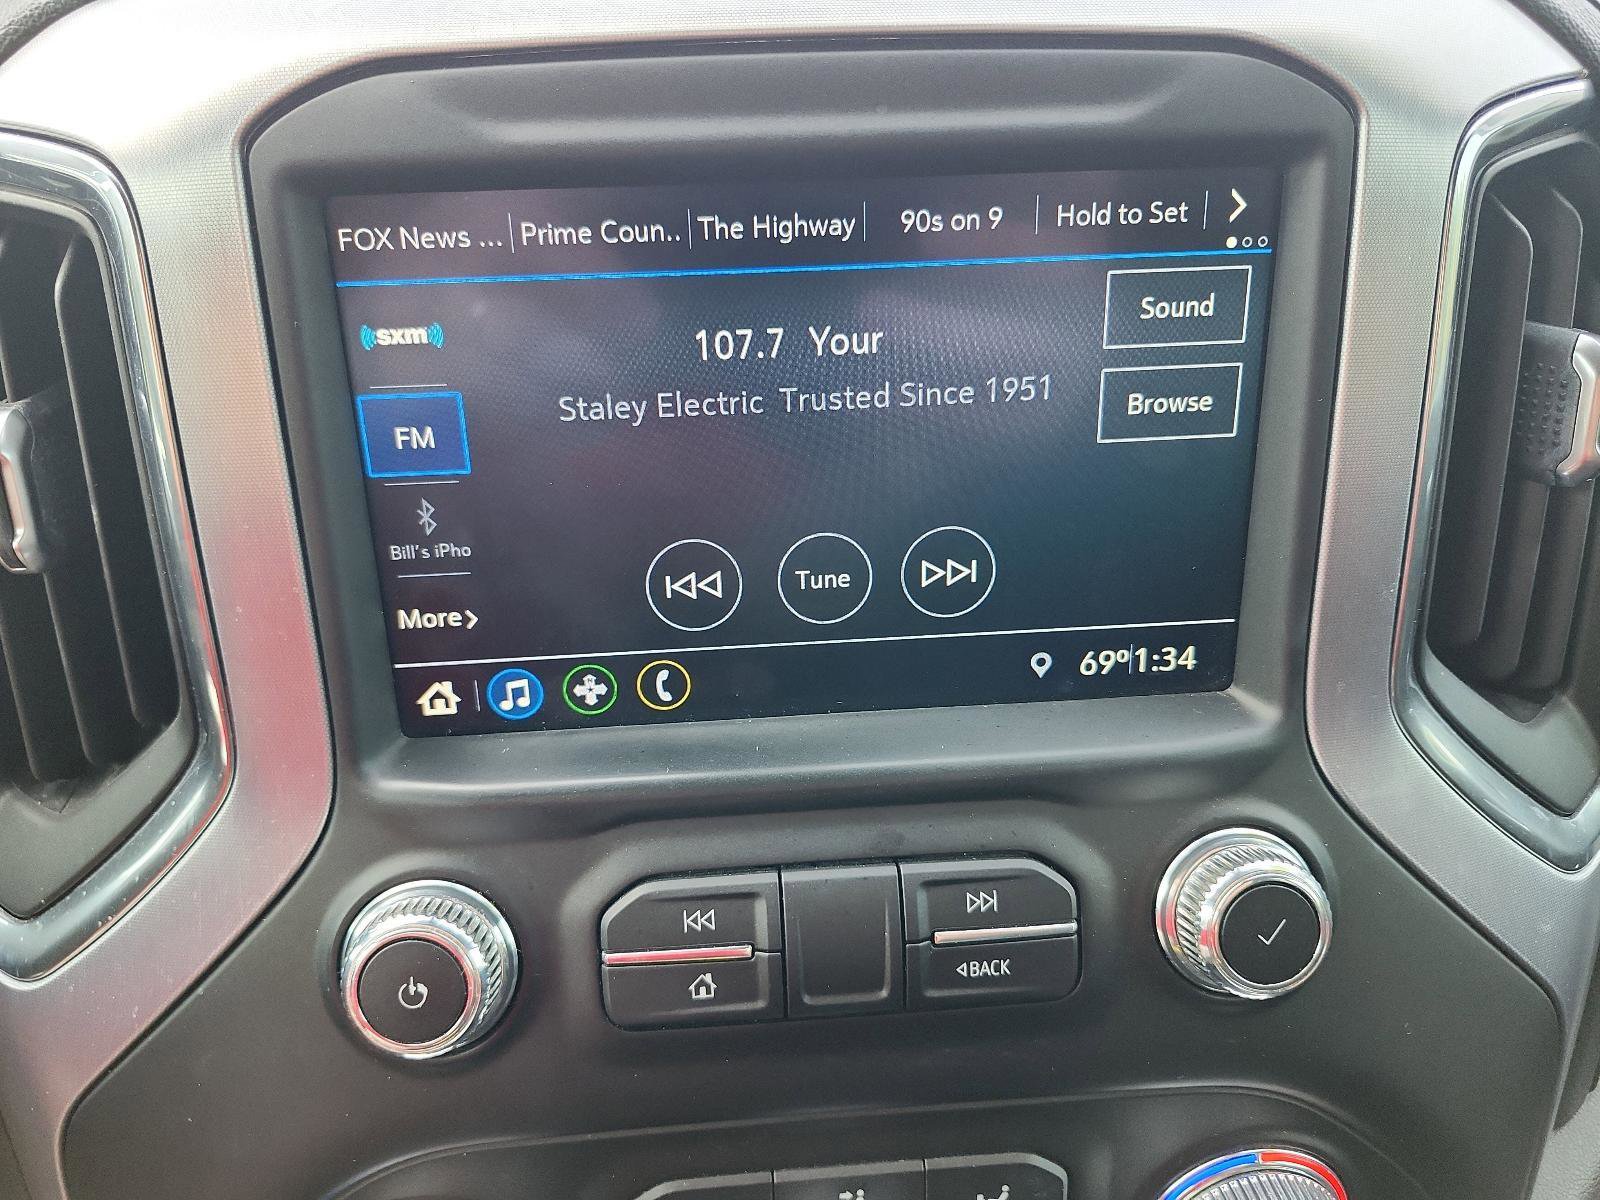 FOX News ... Prime Coun.. The Highway 90s on 9 Hold to Set
sxm
Sound
107.7 Your
Staley Electric Trusted Since 1951
Browse
FM
Bill's iPho
Tune
More
69° 1:34
N
BACK